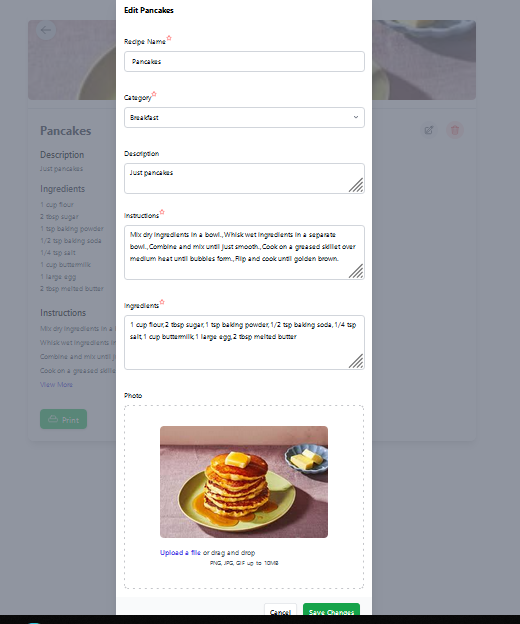 Edit Pancakes
Recipe Name☆
Pancakes
Category☆
Breakfast
Description
Just pancakes
Instructions☆
Mix dry ingredients in a bowl.,Whisk wet ingredients in a separate
bowl.,Combine and mix until just smooth.,Cook on a greased skillet over
medium heat until bubbles form.,Flip and cook until golden brown.
Ingredients☆
1 cup flour,2 tbsp sugar,1 tsp baking powder,1/2 tsp baking soda,1/4 tsp
salt,1 cup buttermilk,1 large egg,2 tbsp melted butter
Photo
Upload a file or drag and drop
PNG, JPG, GIF up to 10MB
Cancel
Save Changes
Pancakes
Description
Just pancakes
Ingredients
1 cup flour
2 tbsp sugar
1 tsp baking powder
1/2 tsp baking soda
1/4 tsp salt
1 cup buttermilk
1 large egg
2 tbsp melted butter
Instructions
Mix dry ingredients in a
Whisk wet ingredients
Combine and mix until j
Cook on a greased skille
View More
Print